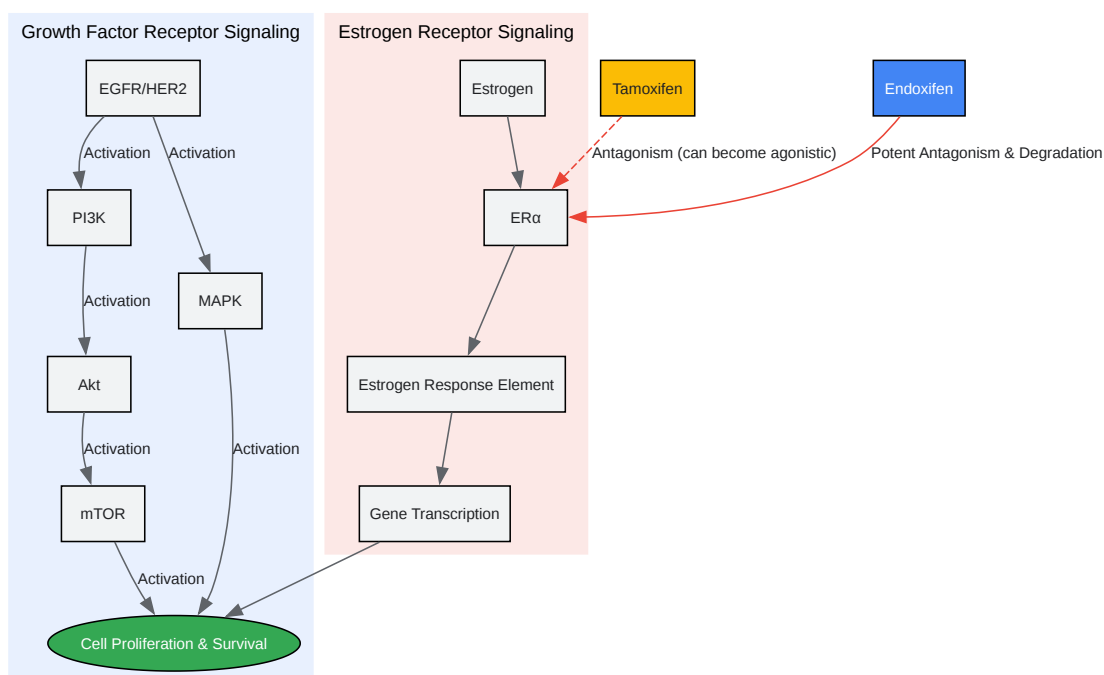 Growth Factor Receptor Signaling
Estrogen Receptor Signaling
EGFR/HER2
Estrogen
Tamoxifen
Endoxifen
Activation
Activation
Antagonism (can become agonistic)
Potent Antagonism & Degradation
PI3K
ERα
Activation
MAPK
Akt
Estrogen Response Element
Activation
Activation
mTOR
Gene Transcription
Activation
Cell Proliferation & Survival